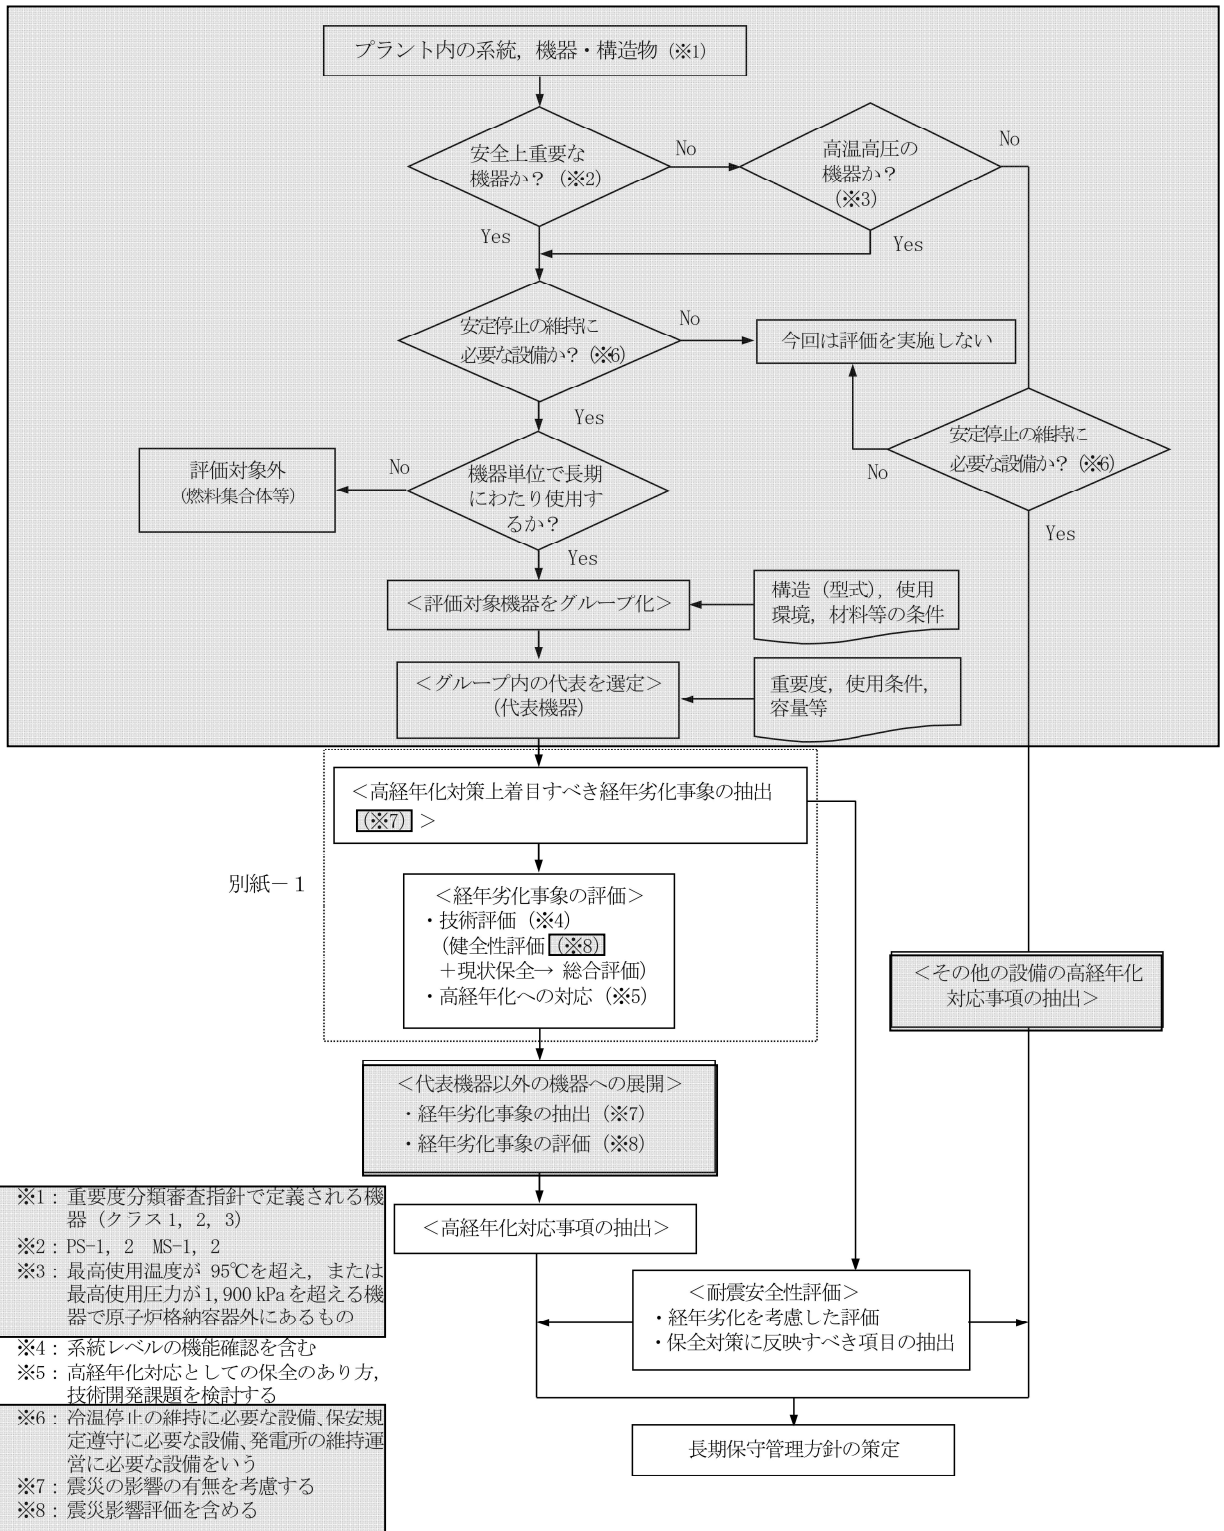 プラント内の系統，機器・構造物（※1）
安全上重要な
機器か？（※2）
No
高温高圧の
機器か？
（※3）
No
Yes
Yes
安定停止の維持に
必要な設備か？（※6）
No
今回は評価を実施しない
Yes
安定停止の維持に
必要な設備か？（※6）
No
Yes
評価対象外
（燃料集合体等）
No
機器単位で長期
にわたり使用す
るか？
Yes
＜評価対象機器をグループ化＞
構造（型式），使用
環境，材料等の条件
＜グループ内の代表を選定＞
（代表機器）
重要度，使用条件，
容量等
＜高経年化対策上着目すべき経年劣化事象の抽出
（※7）＞
別紙－1
＜経年劣化事象の評価＞
・技術評価（※4）
（健全性評価（※8）
＋現状保全→ 総合評価）
・高経年化への対応（※5）
＜その他の設備の高経年化
対応事項の抽出＞
＜代表機器以外の機器への展開＞
・経年劣化事象の抽出（※7）
・経年劣化事象の評価（※8）
＜高経年化対応事項の抽出＞
＜耐震安全性評価＞
・経年劣化を考慮した評価
・保全対策に反映すべき項目の抽出
長期保守管理方針の策定
※1：重要度分類審査指針で定義される機
器（クラス1，2，3）
※2：PS-1，2　MS-1，2
※3：最高使用温度が 95℃を超え，または
最高使用圧力が1,900 kPaを超える機
器で原子炉格納容器外にあるもの
※4：系統レベルの機能確認を含む
※5：高経年化対応としての保全のあり方，
技術開発課題を検討する
※6：冷温停止の維持に必要な設備、保安規
定遵守に必要な設備、発電所の維持運
営に必要な設備をいう
※7：震災の影響の有無を考慮する
※8：震災影響評価を含める